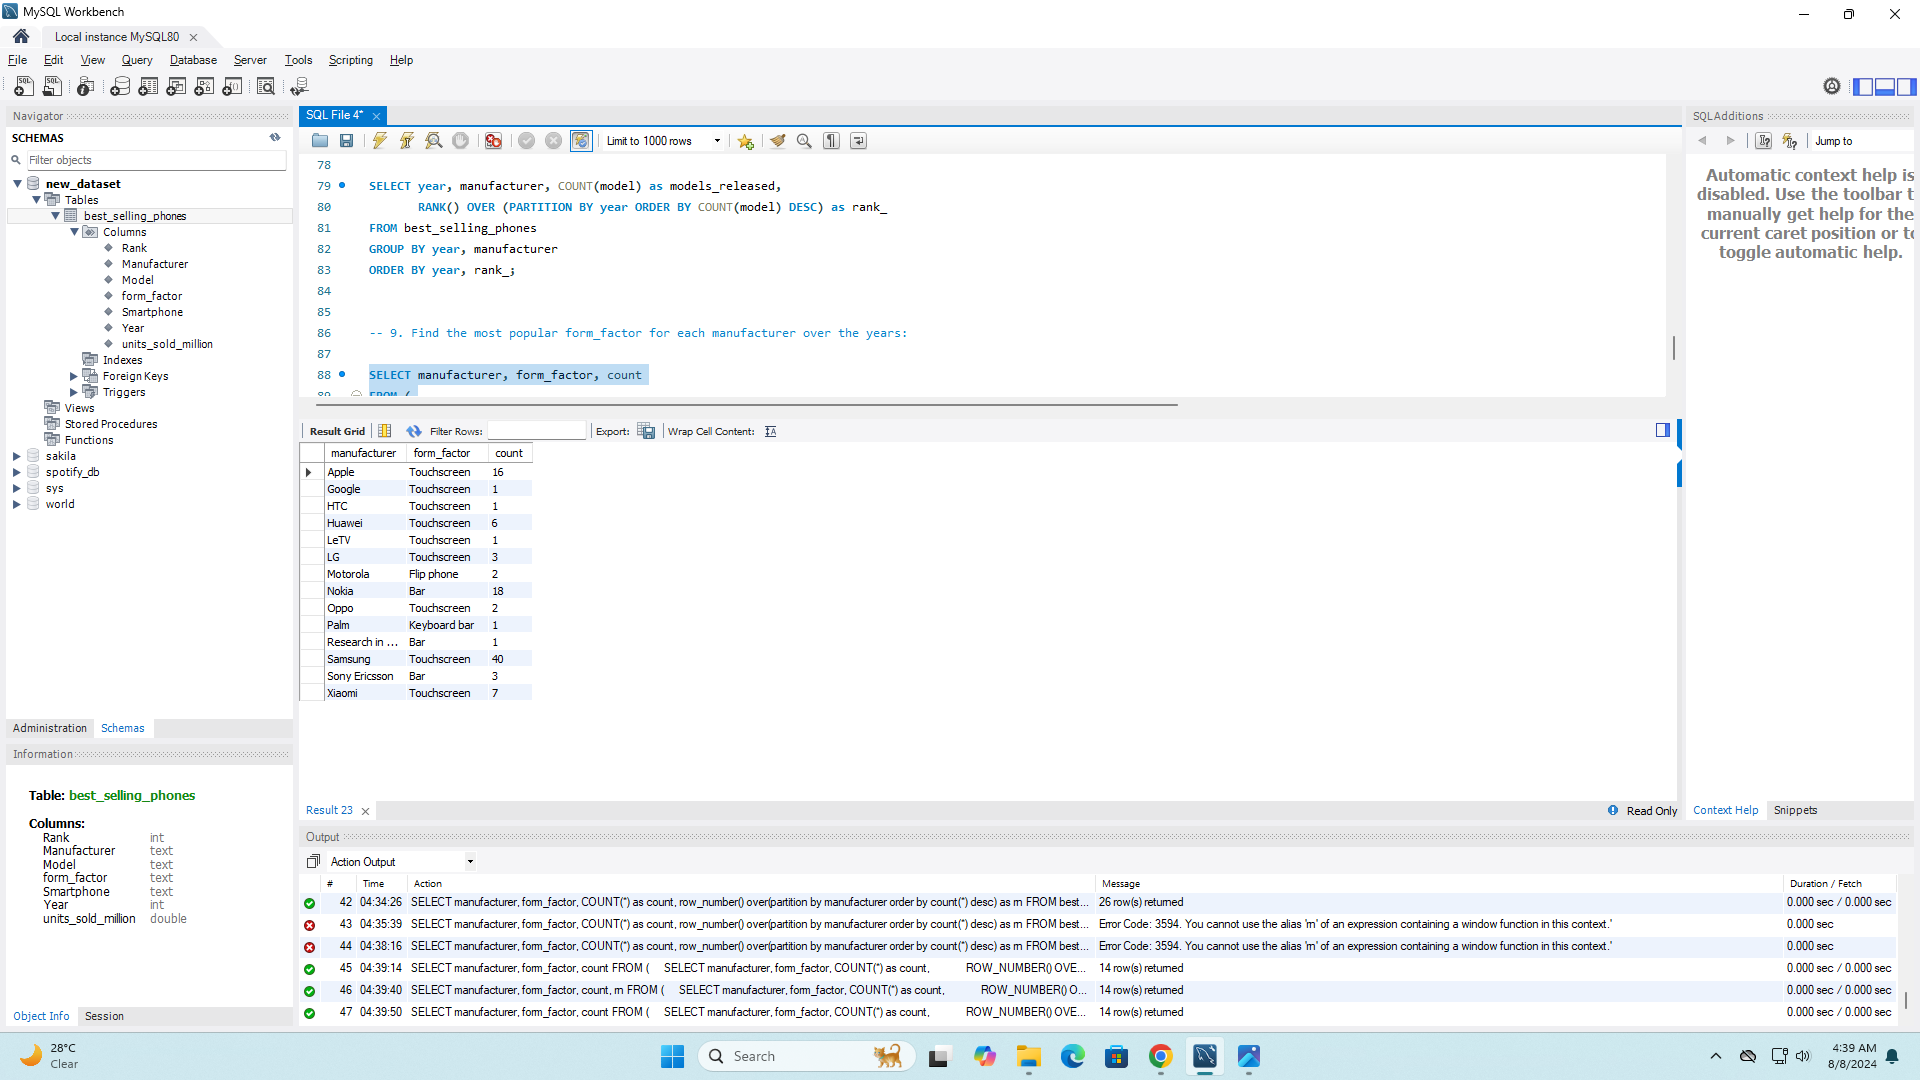 MySQL Workbench
Local instance MySQL80
File Edit View Query Database Server Tools Scripting Help
Navigator
SCHEMAS
Filter objects
new_dataset
Tables
best_selling_phones
Columns
Rank
Manufacturer
Model
form_factor
Smartphone
Year
units_sold_million
Indexes
Foreign Keys
Triggers
Views
Stored Procedures
Functions
sakila
spotify_db
sys
world
Administration Schemas
Information
Table: best_selling_phones
Columns:
Rank int
Manufacturer text
Model text
form_factor text
Smartphone text
Year int
units_sold_million double
Object Info Session
SQL File 4*
Limit to 1000 rows
78
79 SELECT year, manufacturer, COUNT(model) as models_released,
80 RANK() OVER (PARTITION BY year ORDER BY COUNT(model) DESC) as rank_
81 FROM best_selling_phones
82 GROUP BY year, manufacturer
83 ORDER BY year, rank_;
84
85
86 -- 9. Find the most popular form_factor for each manufacturer over the years:
87
88 SELECT manufacturer, form_factor, count
89 FROM (
Result Grid Filter Rows: Export: Wrap Cell Content:
manufacturer form_factor count
Apple Touchscreen 16
Google Touchscreen 1
HTC Touchscreen 1
Huawei Touchscreen 6
LeTV Touchscreen 1
LG Touchscreen 3
Motorola Flip phone 2
Nokia Bar 18
Oppo Touchscreen 2
Palm Keyboard bar 1
Research in ... Bar 1
Samsung Touchscreen 40
Sony Ericsson Bar 3
Xiaomi Touchscreen 7
Result 23
Read Only
SQLAdditions
Jump to
Automatic context help is
disabled. Use the toolbar t
manually get help for the
current caret position or to
toggle automatic help.
Context Help Snippets
Output
Action Output
# Time Action Message Duration / Fetch
42 04:34:26 SELECT manufacturer, form_factor, COUNT(*) as count, row_number() over(partition by manufacturer order by count(*) desc) as rn FROM best... 26 row(s) returned 0.000 sec / 0.000 sec
43 04:35:39 SELECT manufacturer, form_factor, COUNT(*) as count, row_number() over(partition by manufacturer order by count(*) desc) as rn FROM best... Error Code: 3594. You cannot use the alias 'rn' of an expression containing a window function in this context.' 0.000 sec
44 04:38:16 SELECT manufacturer, form_factor, COUNT(*) as count, row_number() over(partition by manufacturer order by count(*) desc) as rn FROM best... Error Code: 3594. You cannot use the alias 'rn' of an expression containing a window function in this context.' 0.000 sec
45 04:39:14 SELECT manufacturer, form_factor, count FROM ( SELECT manufacturer, form_factor, COUNT(*) as count, ROW_NUMBER() OVE... 14 row(s) returned 0.000 sec / 0.000 sec
46 04:39:40 SELECT manufacturer, form_factor, count, rn FROM ( SELECT manufacturer, form_factor, COUNT(*) as count, ROW_NUMBER() O... 14 row(s) returned 0.000 sec / 0.000 sec
47 04:39:50 SELECT manufacturer, form_factor, count FROM ( SELECT manufacturer, form_factor, COUNT(*) as count, ROW_NUMBER() OVE... 14 row(s) returned 0.000 sec / 0.000 sec
28°C
Clear
Search
4:39 AM
8/8/2024